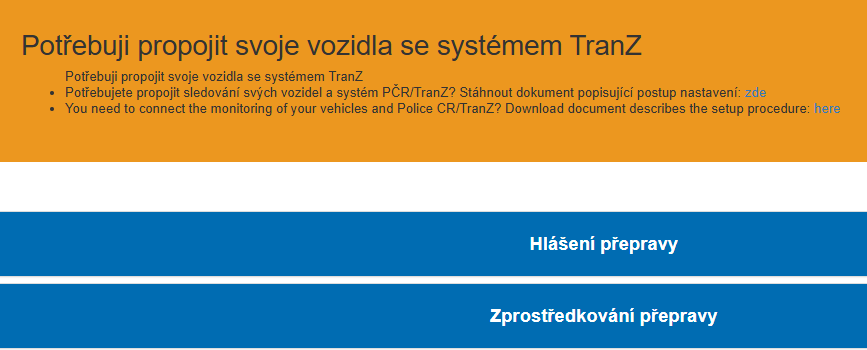 Potřebuji propojit svoje vozidla se systémem TranZ
Potřebuji propojit svoje vozidla se systémem TranZ
Potřebujete propojit sledování svých vozidel a systém PČR/TranZ? Stáhnout dokument popisující postup nastavení: zde
You need to connect the monitoring of your vehicles and Police CR/TranZ? Download document describes the setup procedure: here
Hlášení přepravy
Zprostředkování přepravy